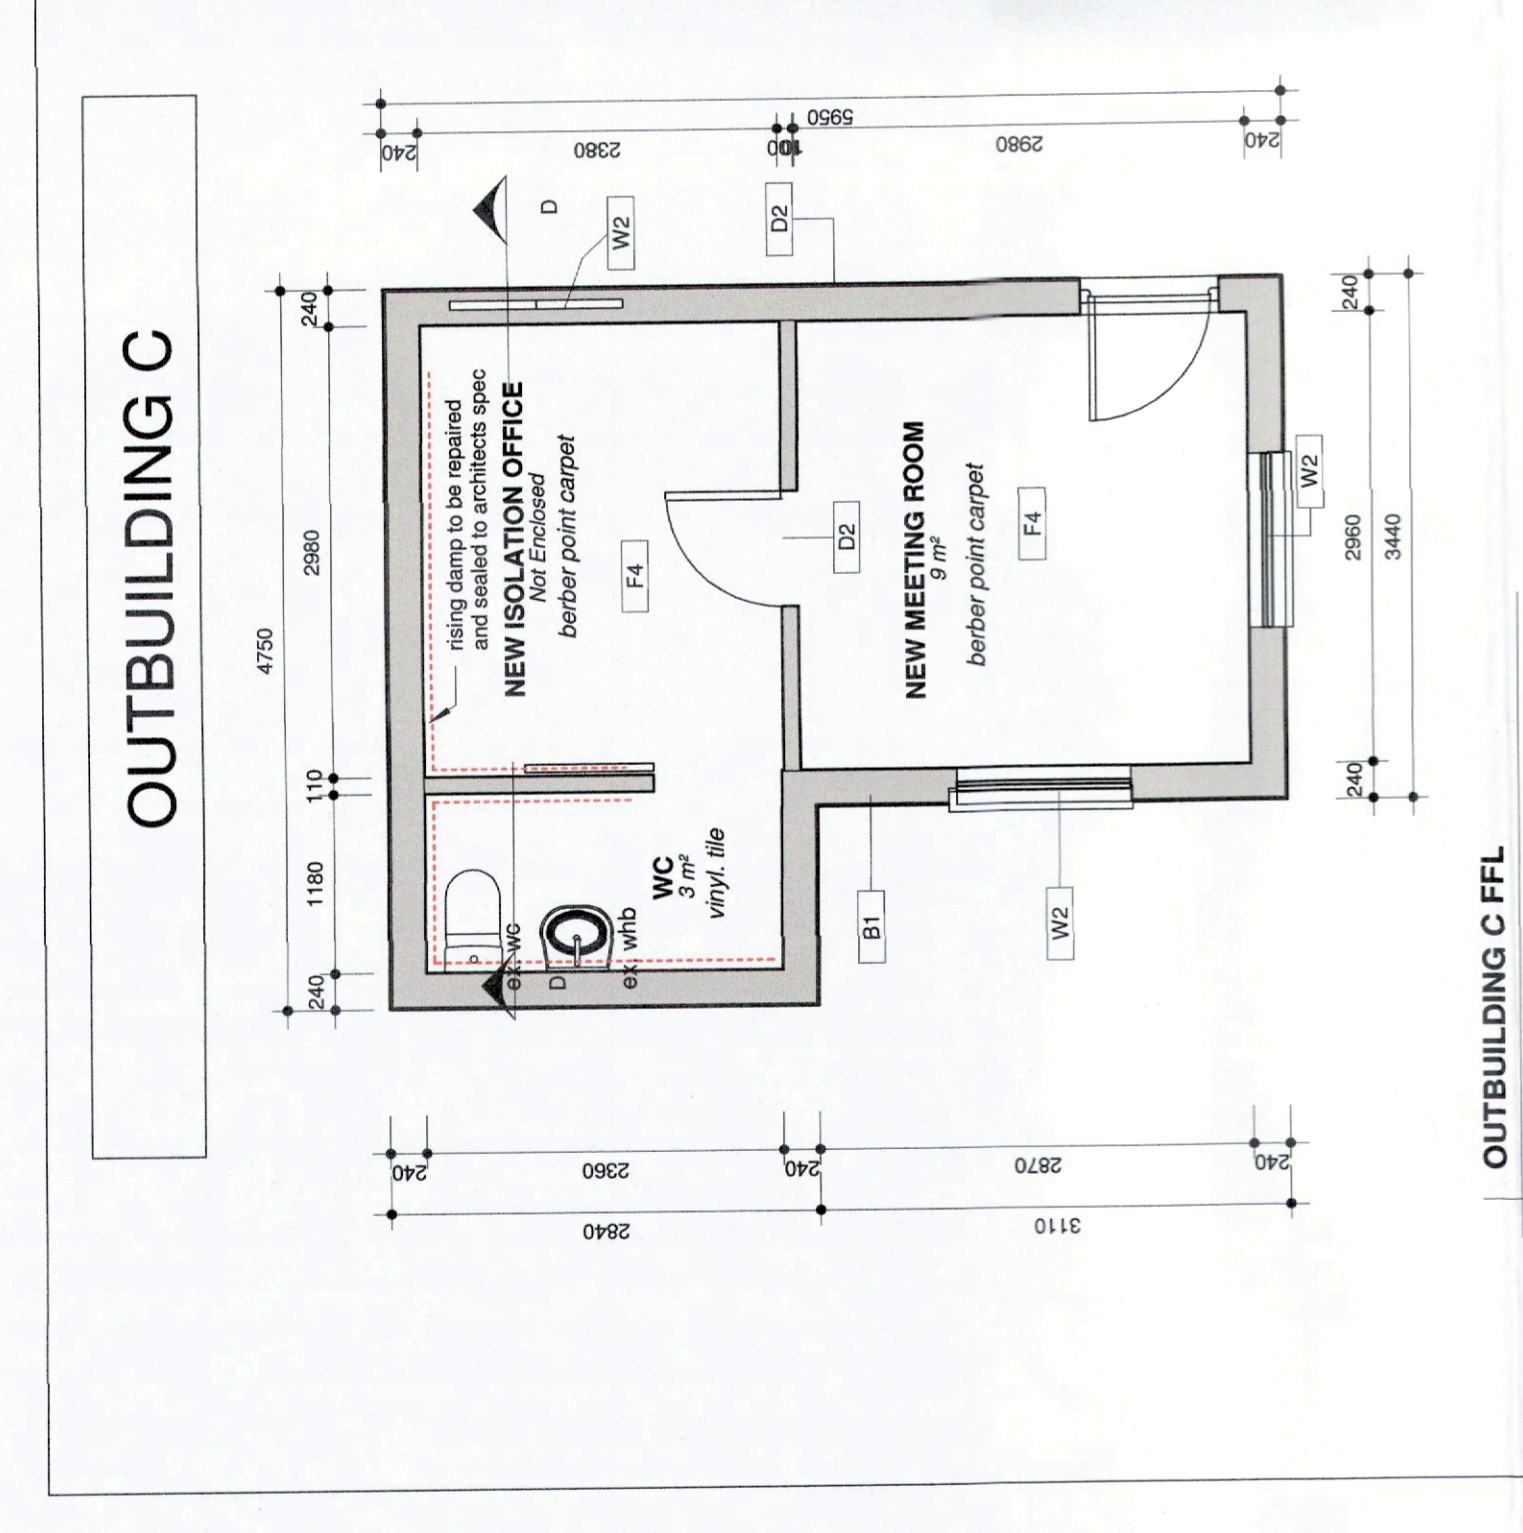 OUTBUILDING C
4750
240
2980
110
1180
240
5950
240
2380
100
2980
240
D
W2
D2
rising damp to be repaired
and sealed to architects spec
NEW ISOLATION OFFICE
Not Enclosed
berber point carpet
F4
D2
NEW MEETING ROOM
9 m²
berber point carpet
F4
W2
240
2960
240
3440
ex. wc
D
ex. whb
WC
3 m²
vinyl. tile
B1
W2
240
2360
240
2870
240
2840
3110
OUTBUILDING C FFL